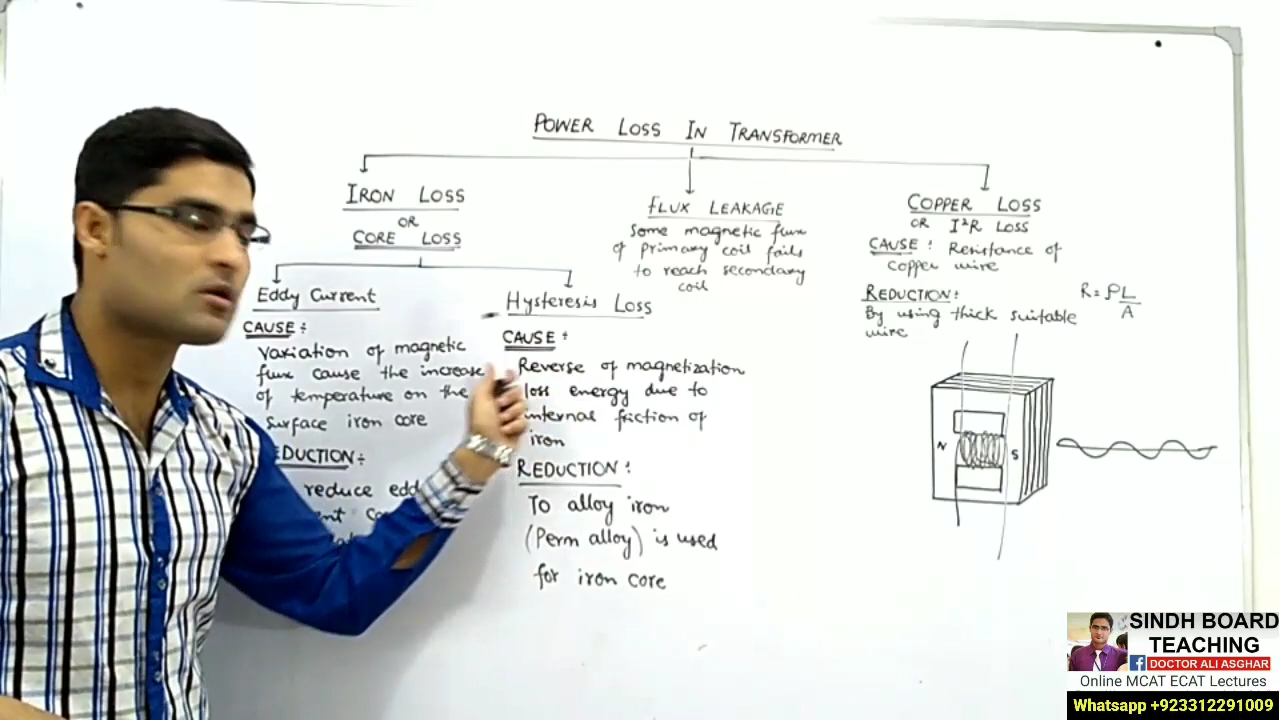 POWER LOSS IN TRANSFORMER
IRON LOSS
OR
CORE LOSS
Eddy Current
CAUSE:
Variation of magnetic
flux cause the increase
of temperature on the
surface iron core
REDUCTION:
reduce
Hysteresis Loss
CAUSE:
Reverse of magnetization
loss energy due to
internal friction of
iron
REDUCTION:
To alloy iron
(Perm alloy) is used
for iron core
FLUX LEAKAGE
Some magnetic flux
of primary coil fails
to reach secondary
coil
COPPER LOSS
OR I²R LOSS
CAUSE: Resistance of
copper wire
REDUCTION:
By using thick suitable
wire
R = ρL
A
N
S
SINDH BOARD
TEACHING
DOCTOR ALI ASGHAR
Online MCAT ECAT Lectures
Whatsapp +923312291009